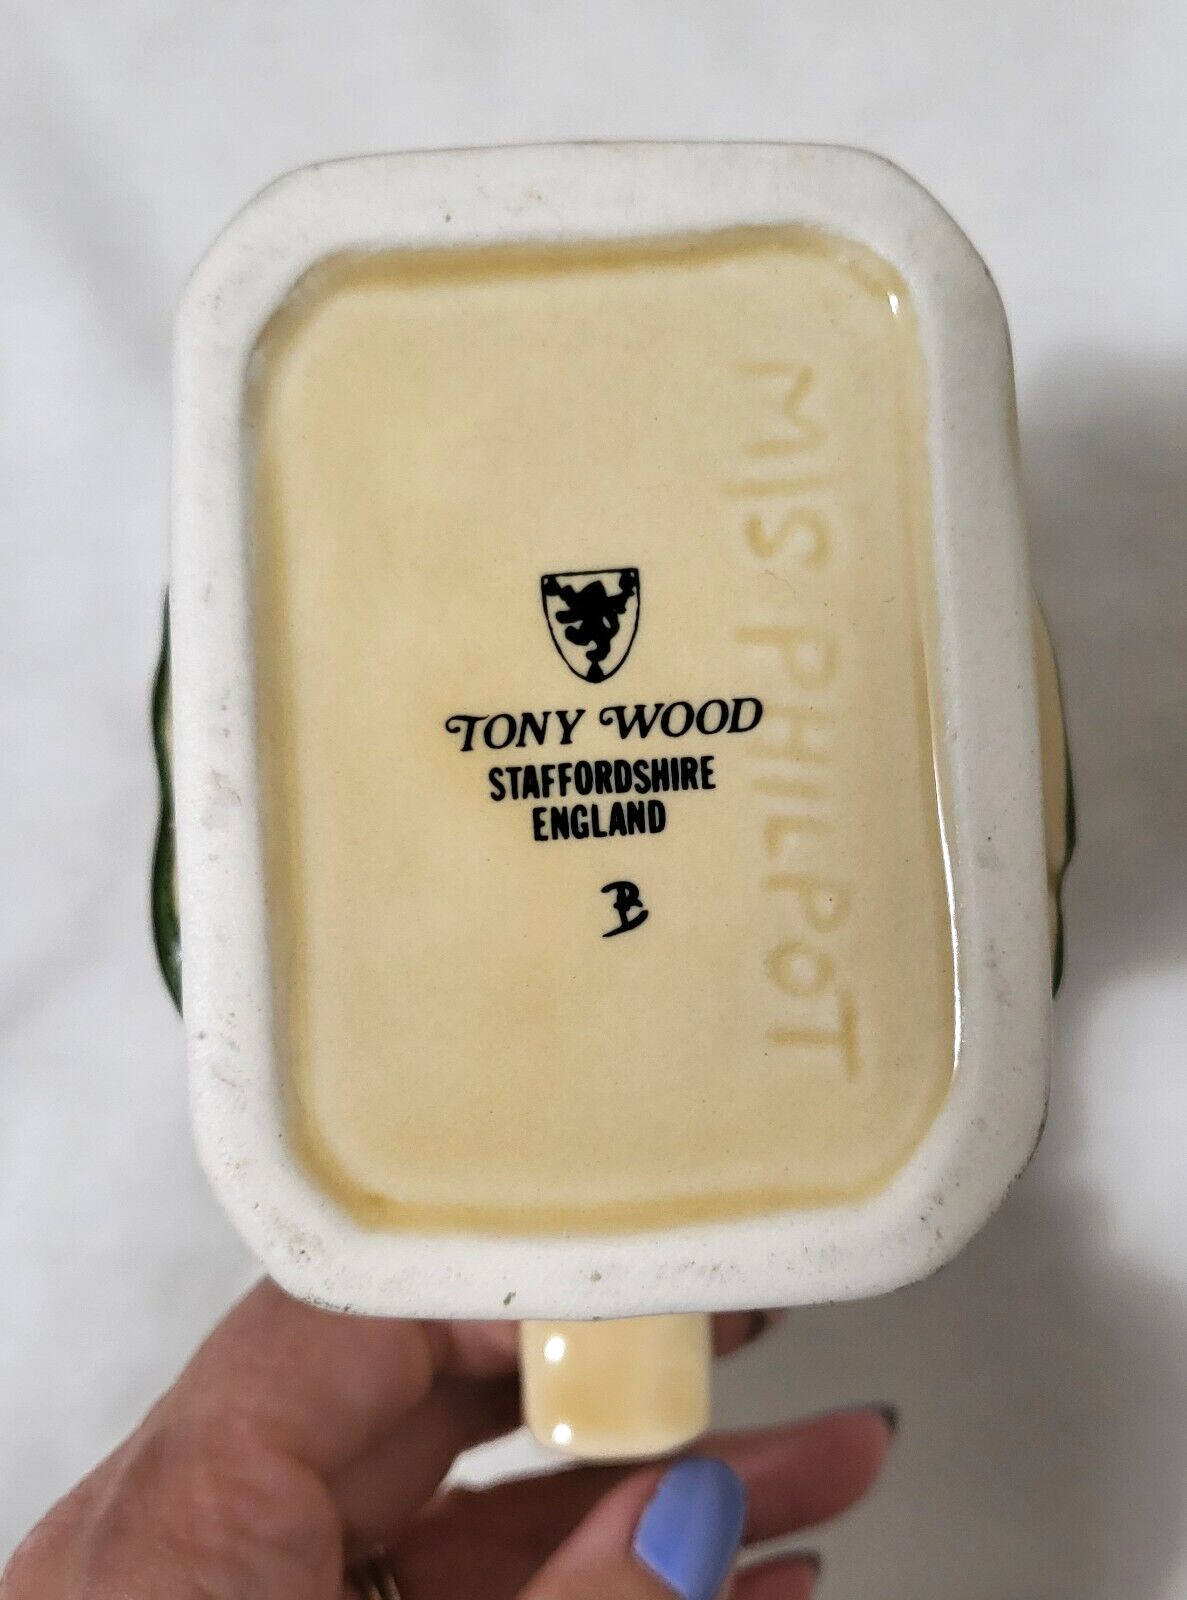 TONY WOOD
STAFFORDSHIRE
ENGLAND
MIS PHILPOT